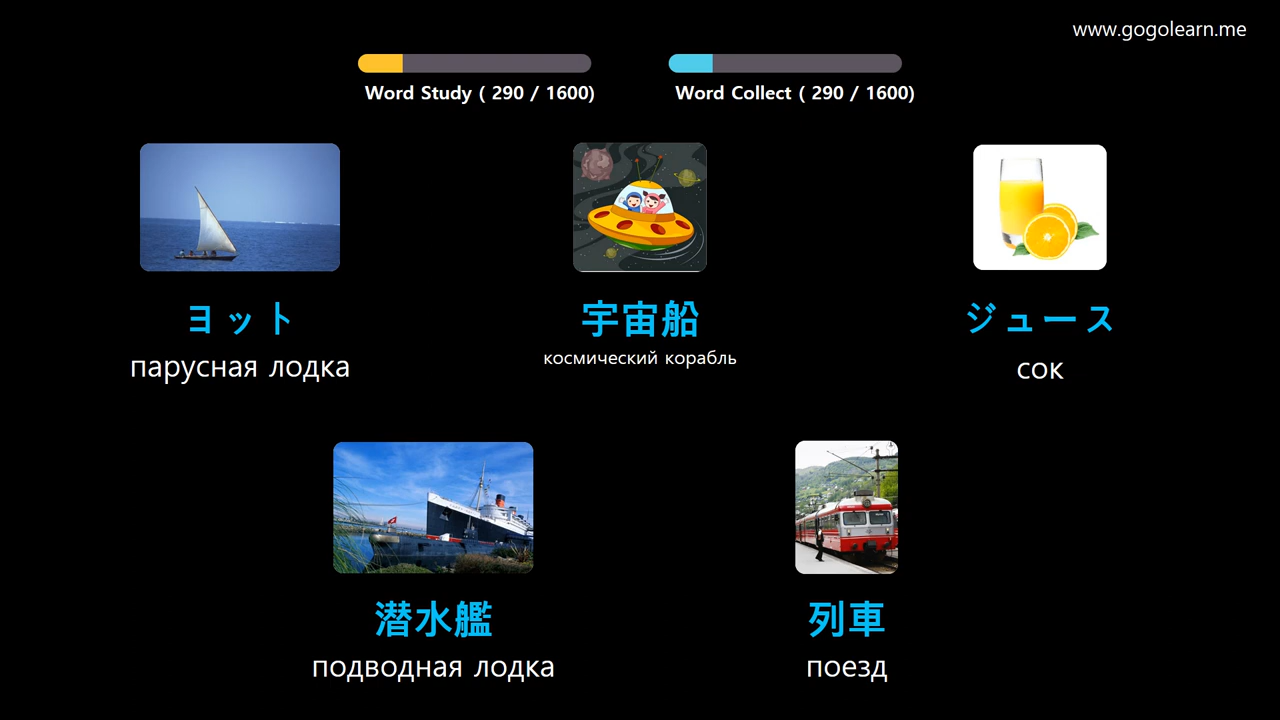 www.gogolearn.me
Word Study ( 290 / 1600)
Word Collect ( 290 / 1600)
ヨット
парусная лодка
宇宙船
космический корабль
ジュース
сок
潜水艦
подводная лодка
列車
поезд